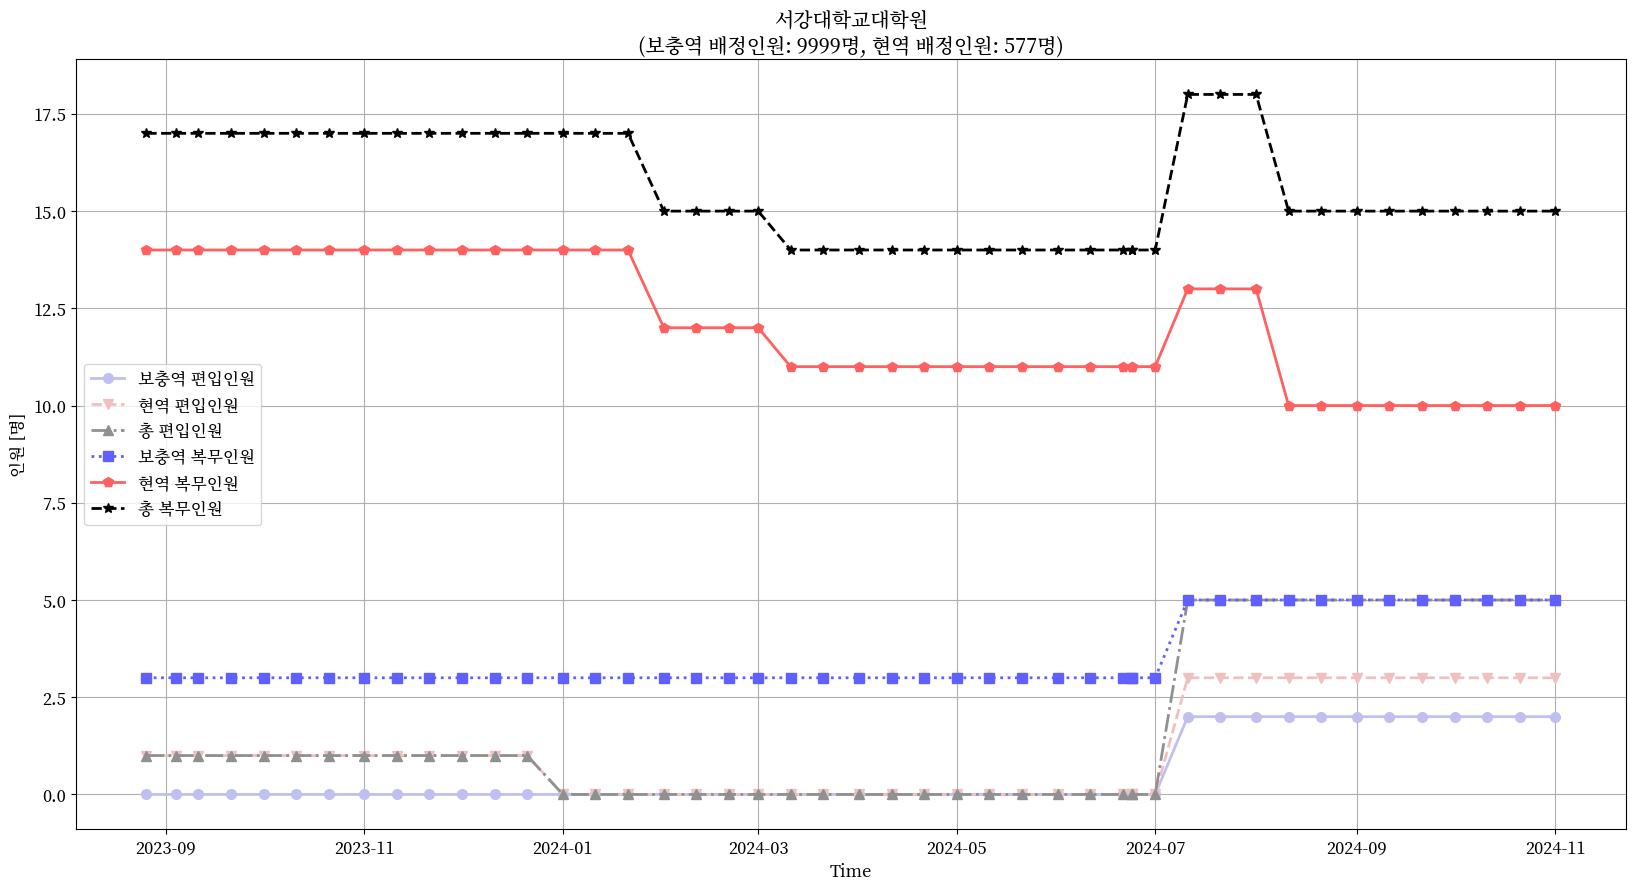 서강대학교대학원
(보충역 배정인원: 9999명, 현역 배정인원: 577명)
17.5
15.0
12.5
10.0
7.5
5.0
2.5
0.0
인원 [명]
보충역 편입인원
현역 편입인원
총 편입인원
보충역 복무인원
현역 복무인원
총 복무인원
2023-09
2023-11
2024-01
2024-03
2024-05
2024-07
2024-09
2024-11
Time